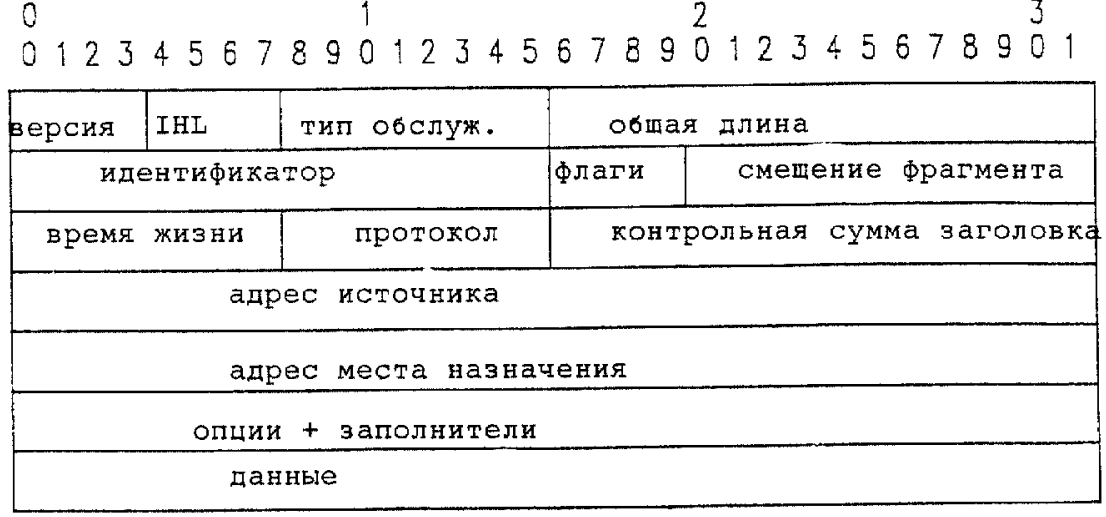 0 1 2 3
0 1 2 3 4 5 6 7 8 9 0 1 2 3 4 5 6 7 8 9 0 1 2 3 4 5 6 7 8 9 0 1
версия IHL тип обслуж. общая длина
идентификатор флаги смещение фрагмента
время жизни протокол контрольная сумма заголовка
адрес источника
адрес места назначения
опции + заполнители
данные